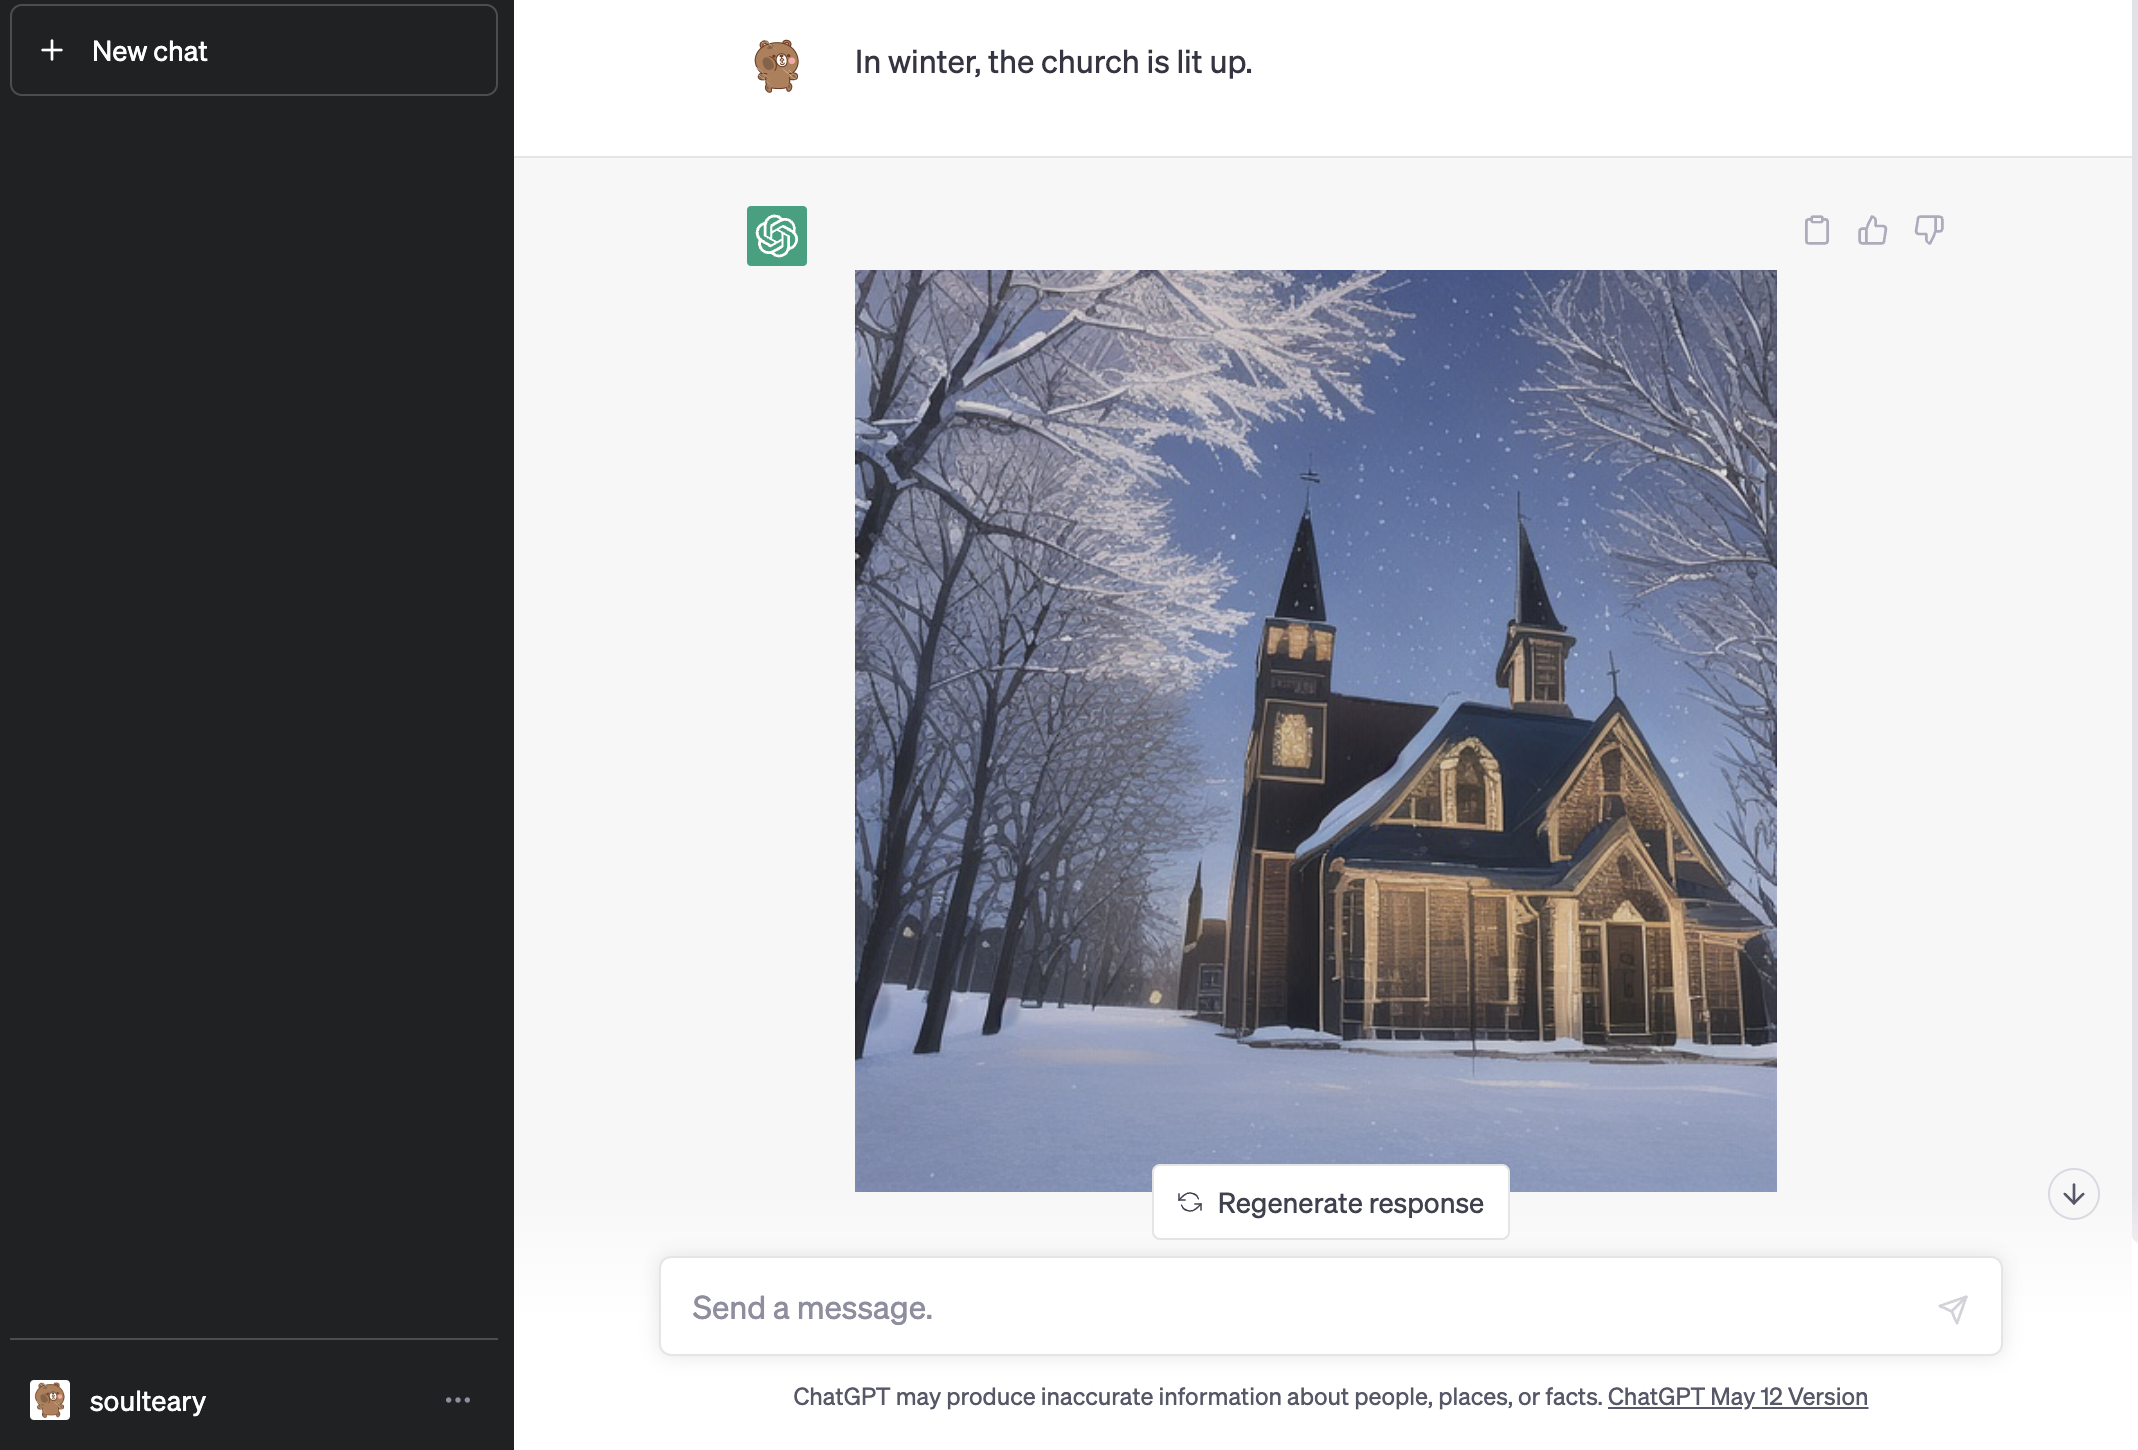 New chat
In winter, the church is lit up.
Regenerate response
Send a message.
soulteary
ChatGPT may produce inaccurate information about people, places, or facts. ChatGPT May 12 Version